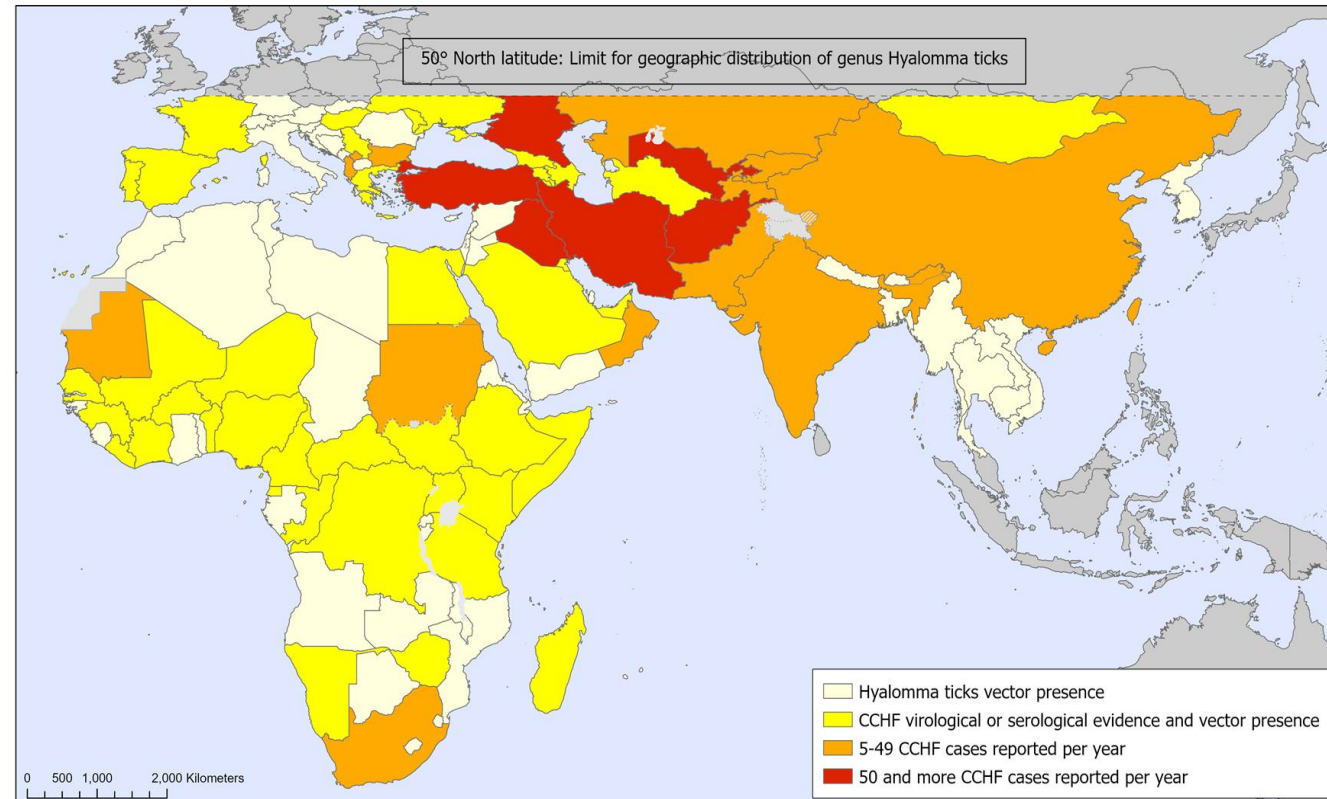 50° North latitude: Limit for geographic distribution of genus Hyalomma ticks
Hyalomma ticks vector presence
CCHF virological or serological evidence and vector presence
5-49 CCHF cases reported per year
50 and more CCHF cases reported per year
0 500 1,000 2,000 Kilometers